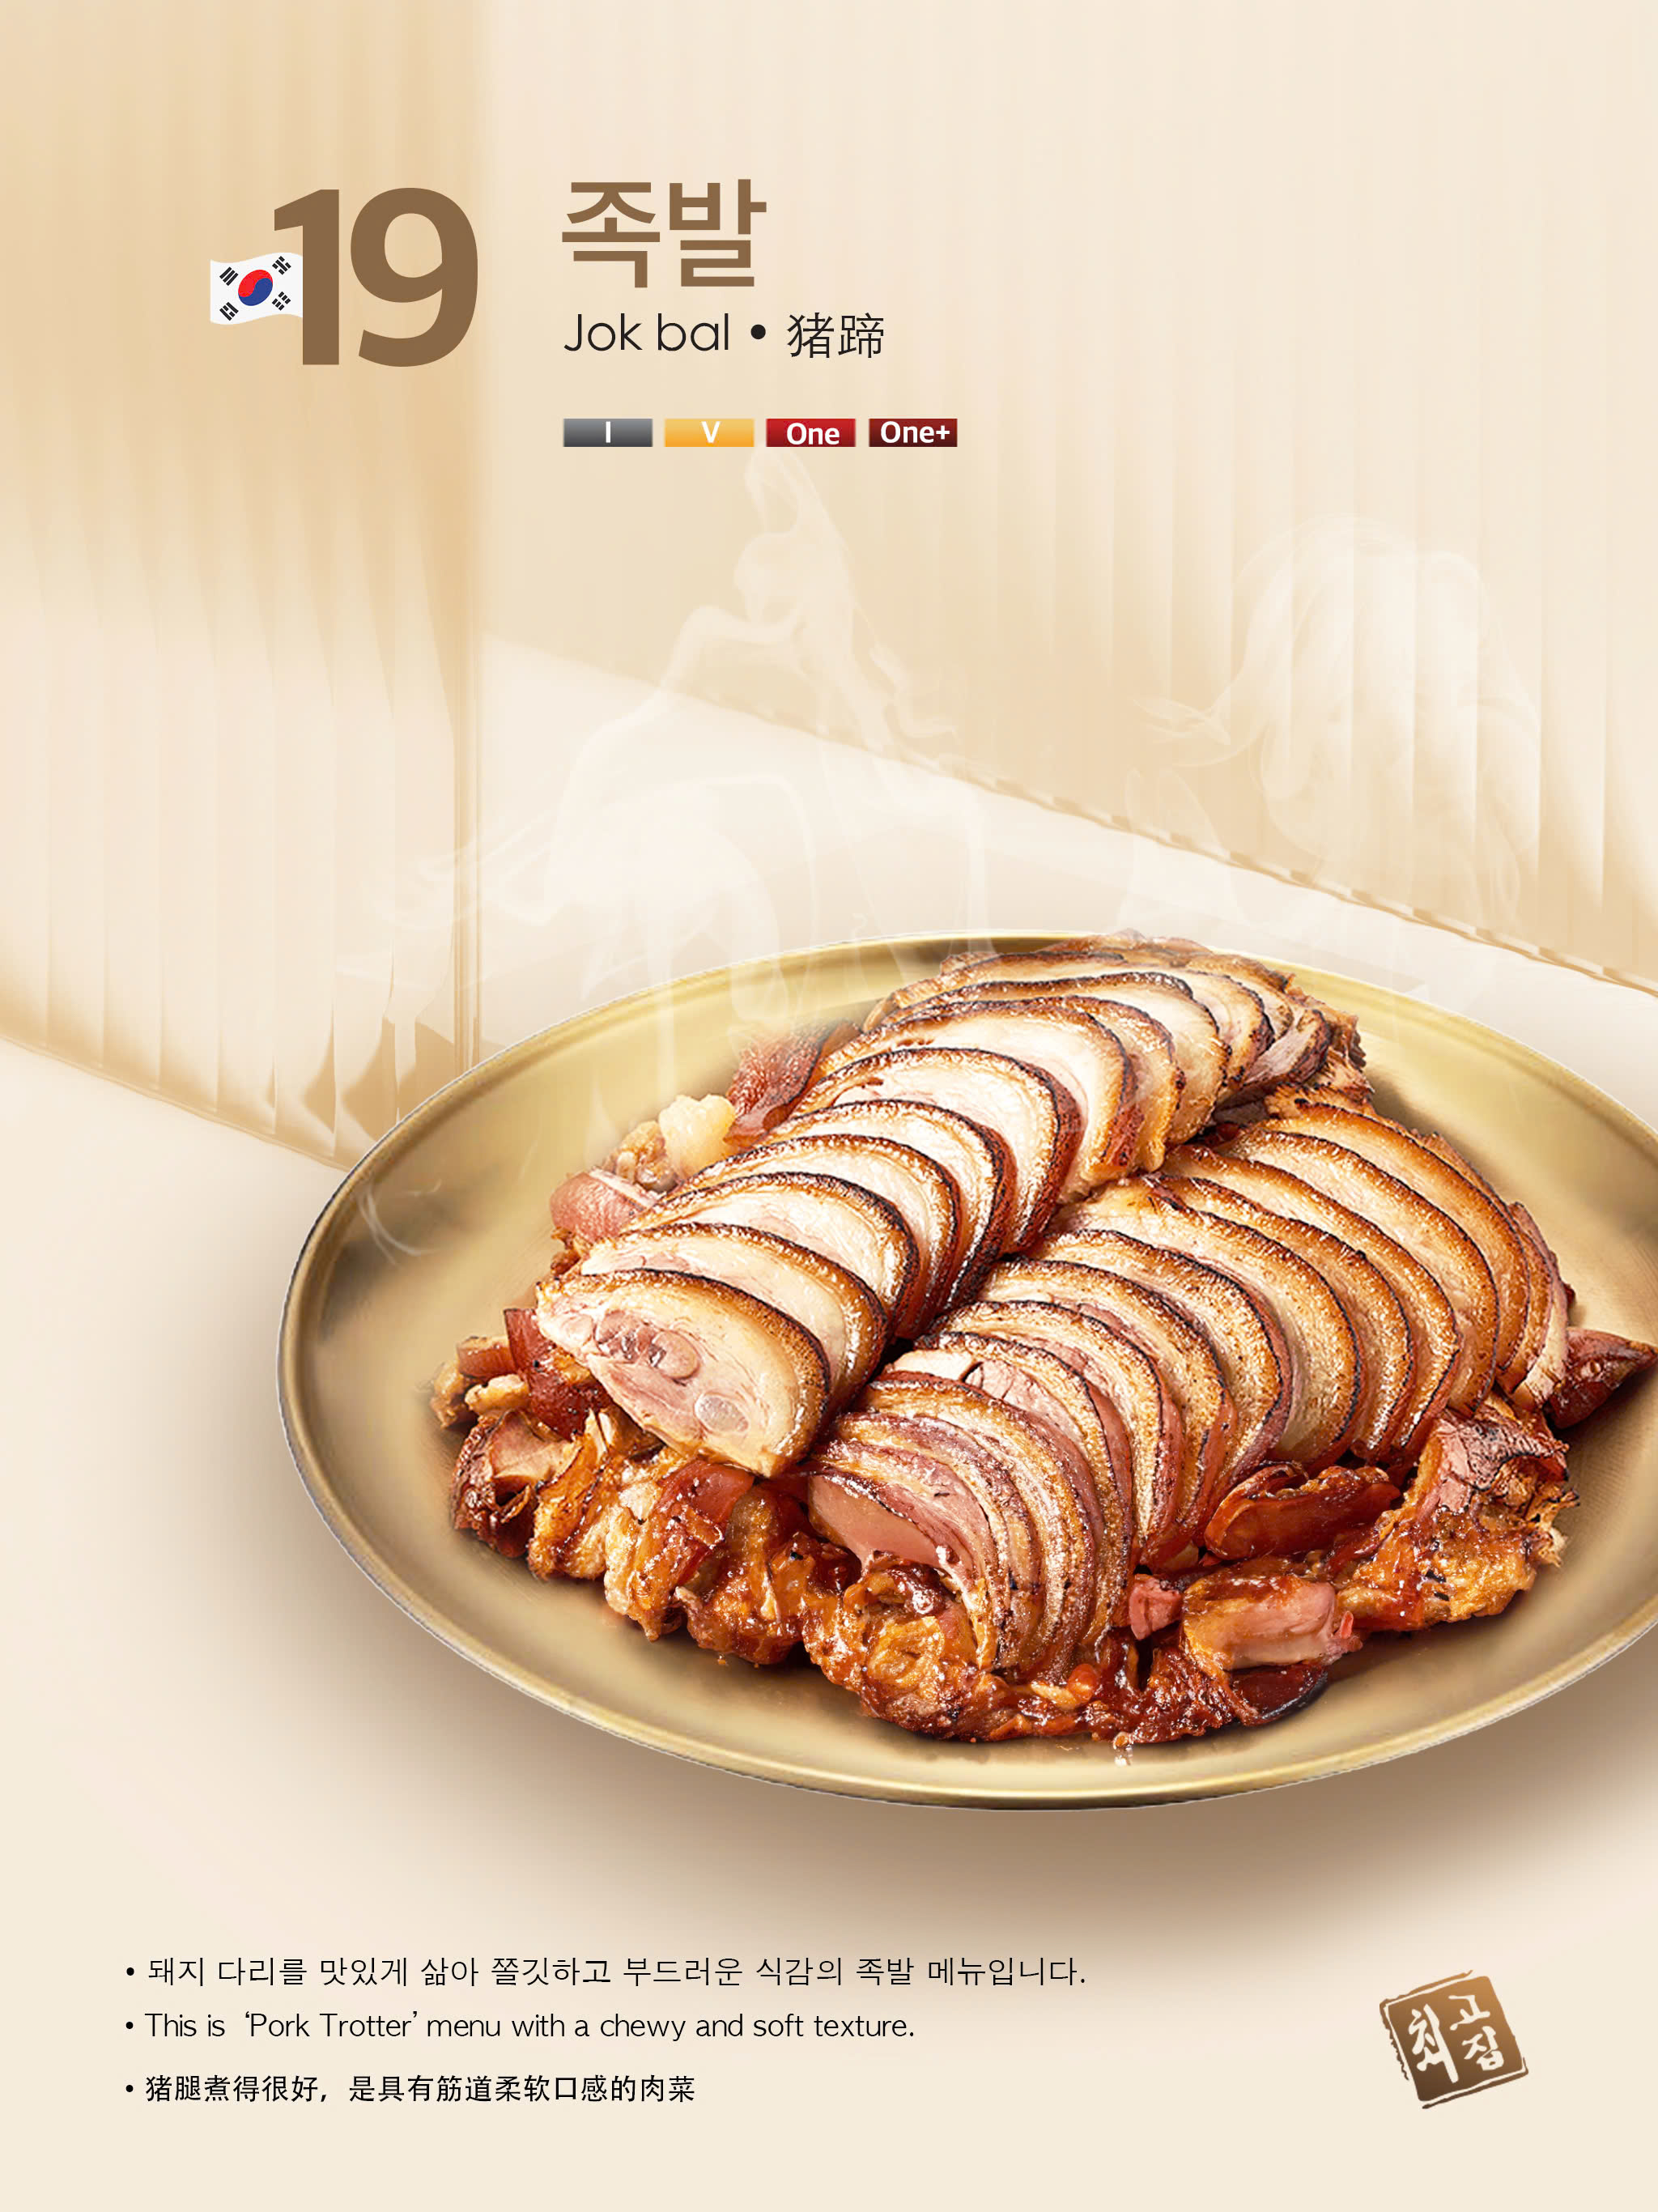 19
족발
Jok bal • 猪蹄
I V One One+
• 돼지 다리를 맛있게 삶아 쫄깃하고 부드러운 식감의 족발 메뉴입니다.
• This is ‘Pork Trotter’ menu with a chewy and soft texture.
• 猪腿煮得很好，是具有筋道柔软口感的肉菜
최고집